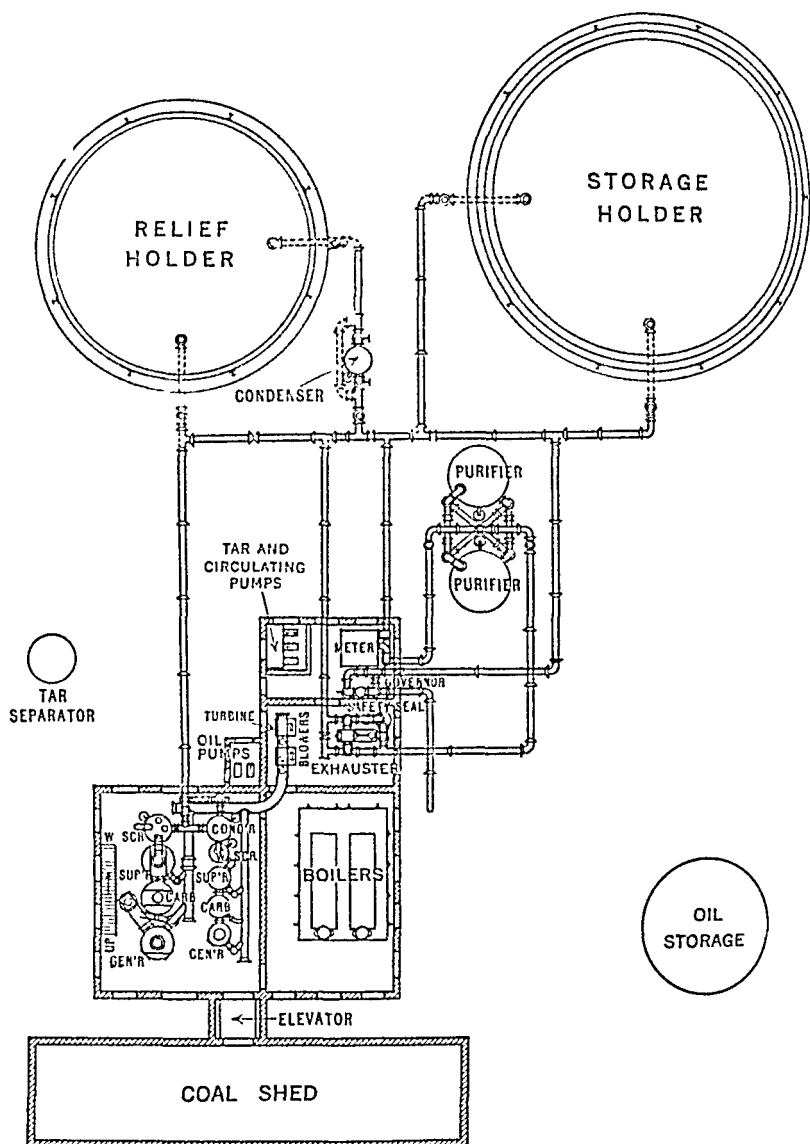 STORAGE
HOLDER
RELIEF
HOLDER
CONDENSER
PURIFIER
TAR AND
CIRCULATING
PUMPS
PURIFIER
METER
TAR
SEPARATOR
GOVERNOR
SAFETY SEAL
TURBINE
BLOWERS
OIL
PUMPS
EXHAUSTER
W SCR
COND'R
W. SCR
SUP'R
SUP'R
BOILERS
CARB
CARB
UP
GEN'R
GEN'R
OIL
STORAGE
ELEVATOR
COAL SHED